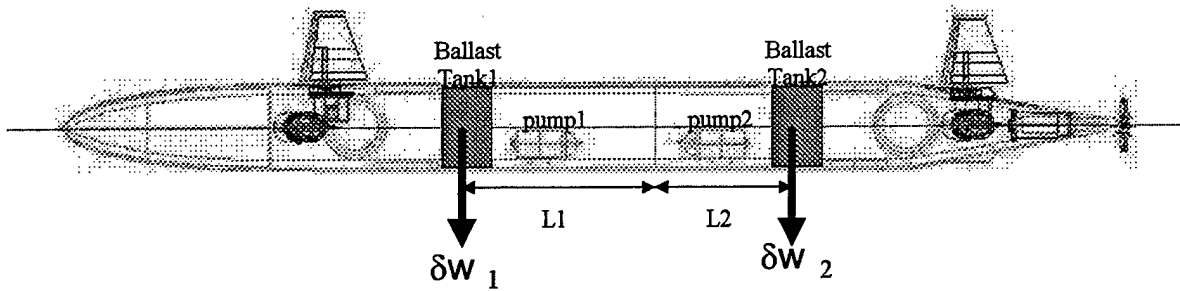 Ballast
Tank1
Ballast
Tank2
pump1
pump2
L1
L2
δw 1
δw 2